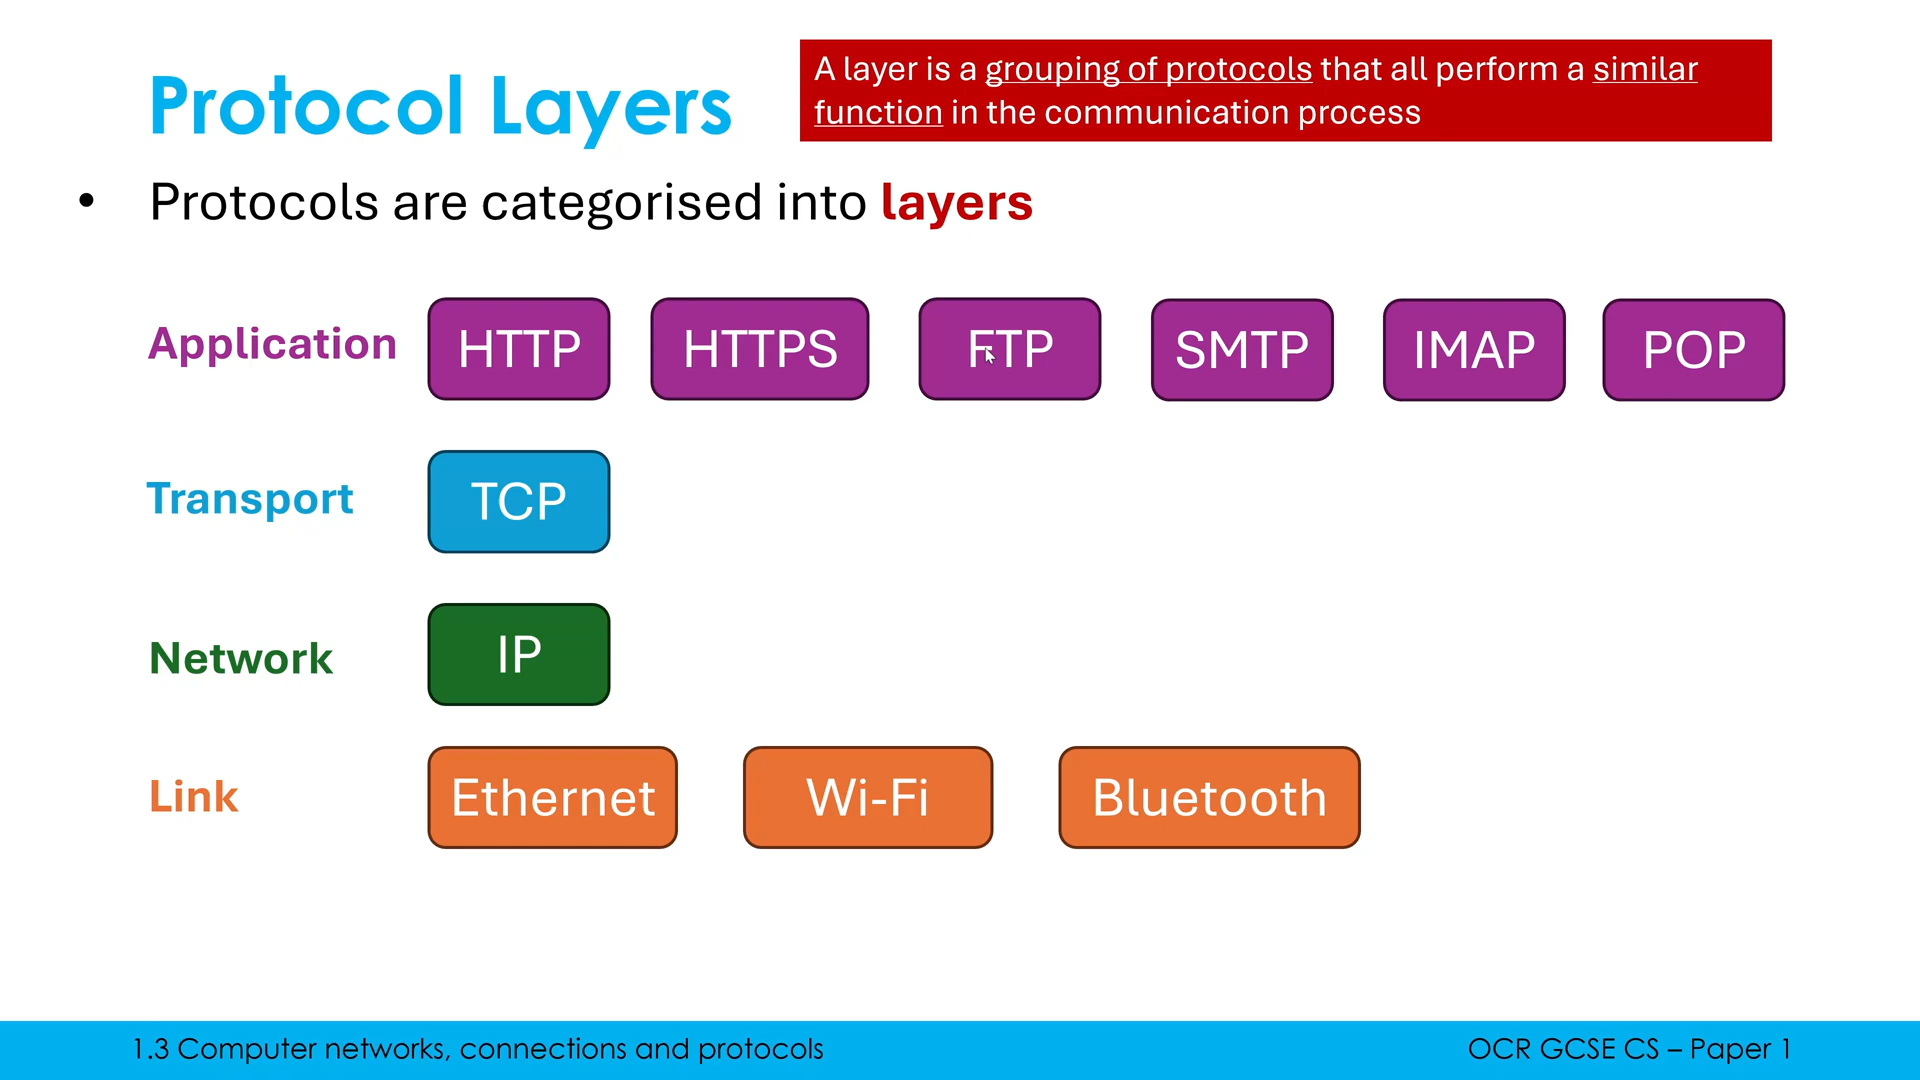 Protocol Layers
A layer is a grouping of protocols that all perform a similar
function in the communication process
• Protocols are categorised into layers
Application HTTP HTTPS FTP SMTP IMAP POP
Transport TCP
Network IP
Link Ethernet Wi-Fi Bluetooth
1.3 Computer networks, connections and protocols OCR GCSE CS – Paper 1